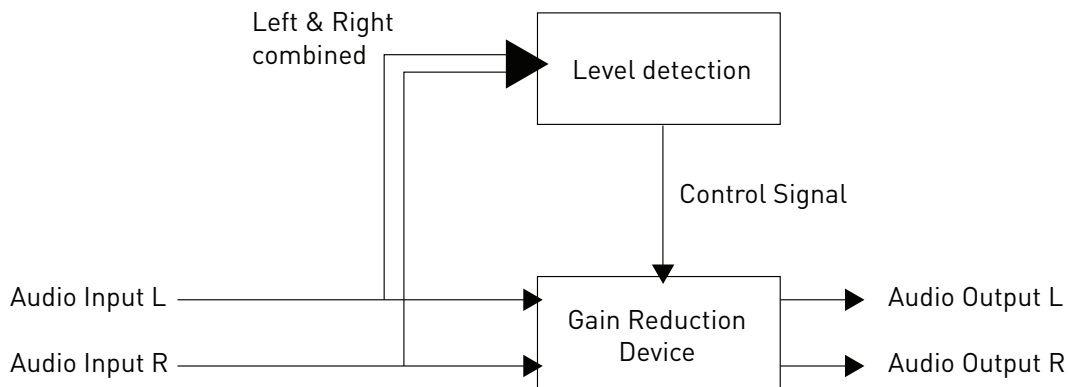 Left & Right
combined
Level detection
Control Signal
Audio Input L
Audio Input R
Gain Reduction
Device
Audio Output L
Audio Output R